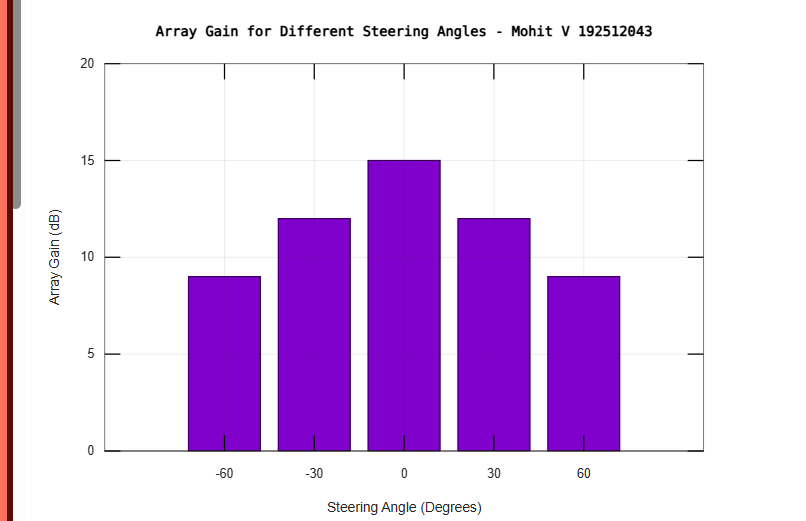 Array Gain for Different Steering Angles - Mohit V 192512043
20
15
10
5
0
Array Gain (dB)
-60 -30 0 30 60
Steering Angle (Degrees)